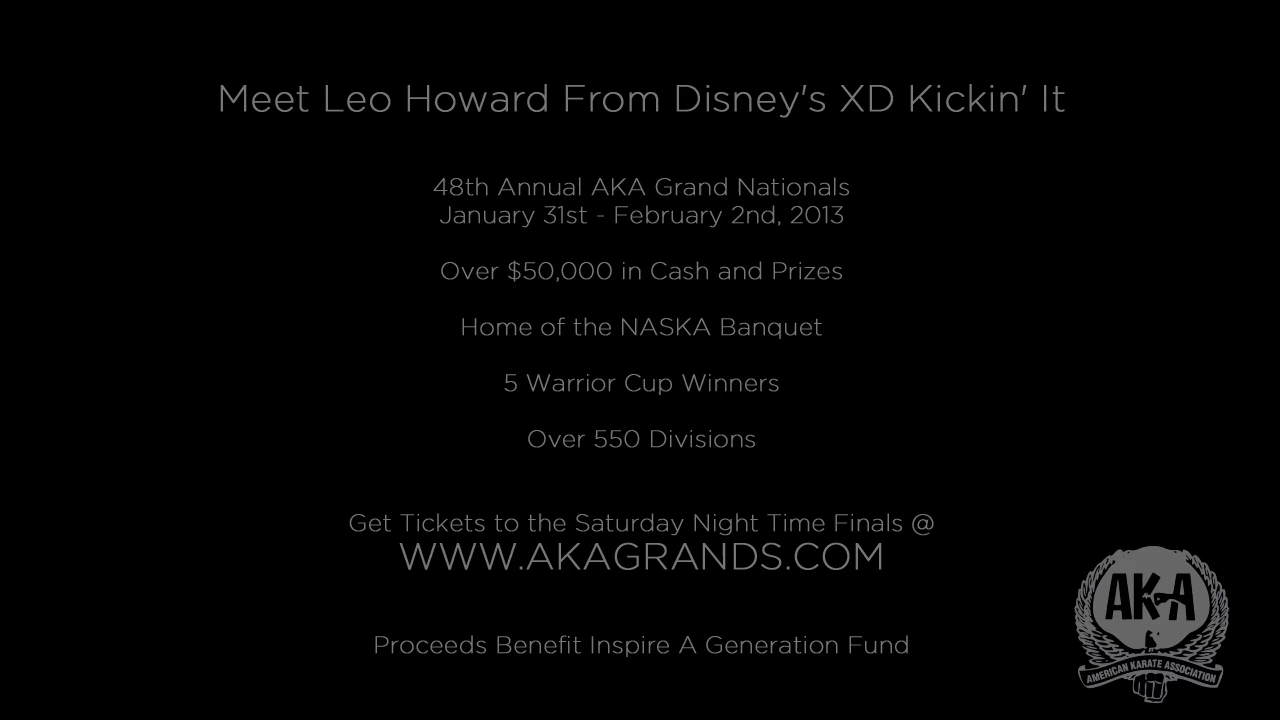 Meet Leo Howard From Disney's XD Kickin' It
48th Annual AKA Grand Nationals
January 31st - February 2nd, 2013
Over $50,000 in Cash and Prizes
Home of the NASKA Banquet
5 Warrior Cup Winners
Over 550 Divisions
Get Tickets to the Saturday Night Time Finals @
WWW.AKAGRANDS.COM
Proceeds Benefit Inspire A Generation Fund
AKA
AMERICAN KARATE ASSOCIATION